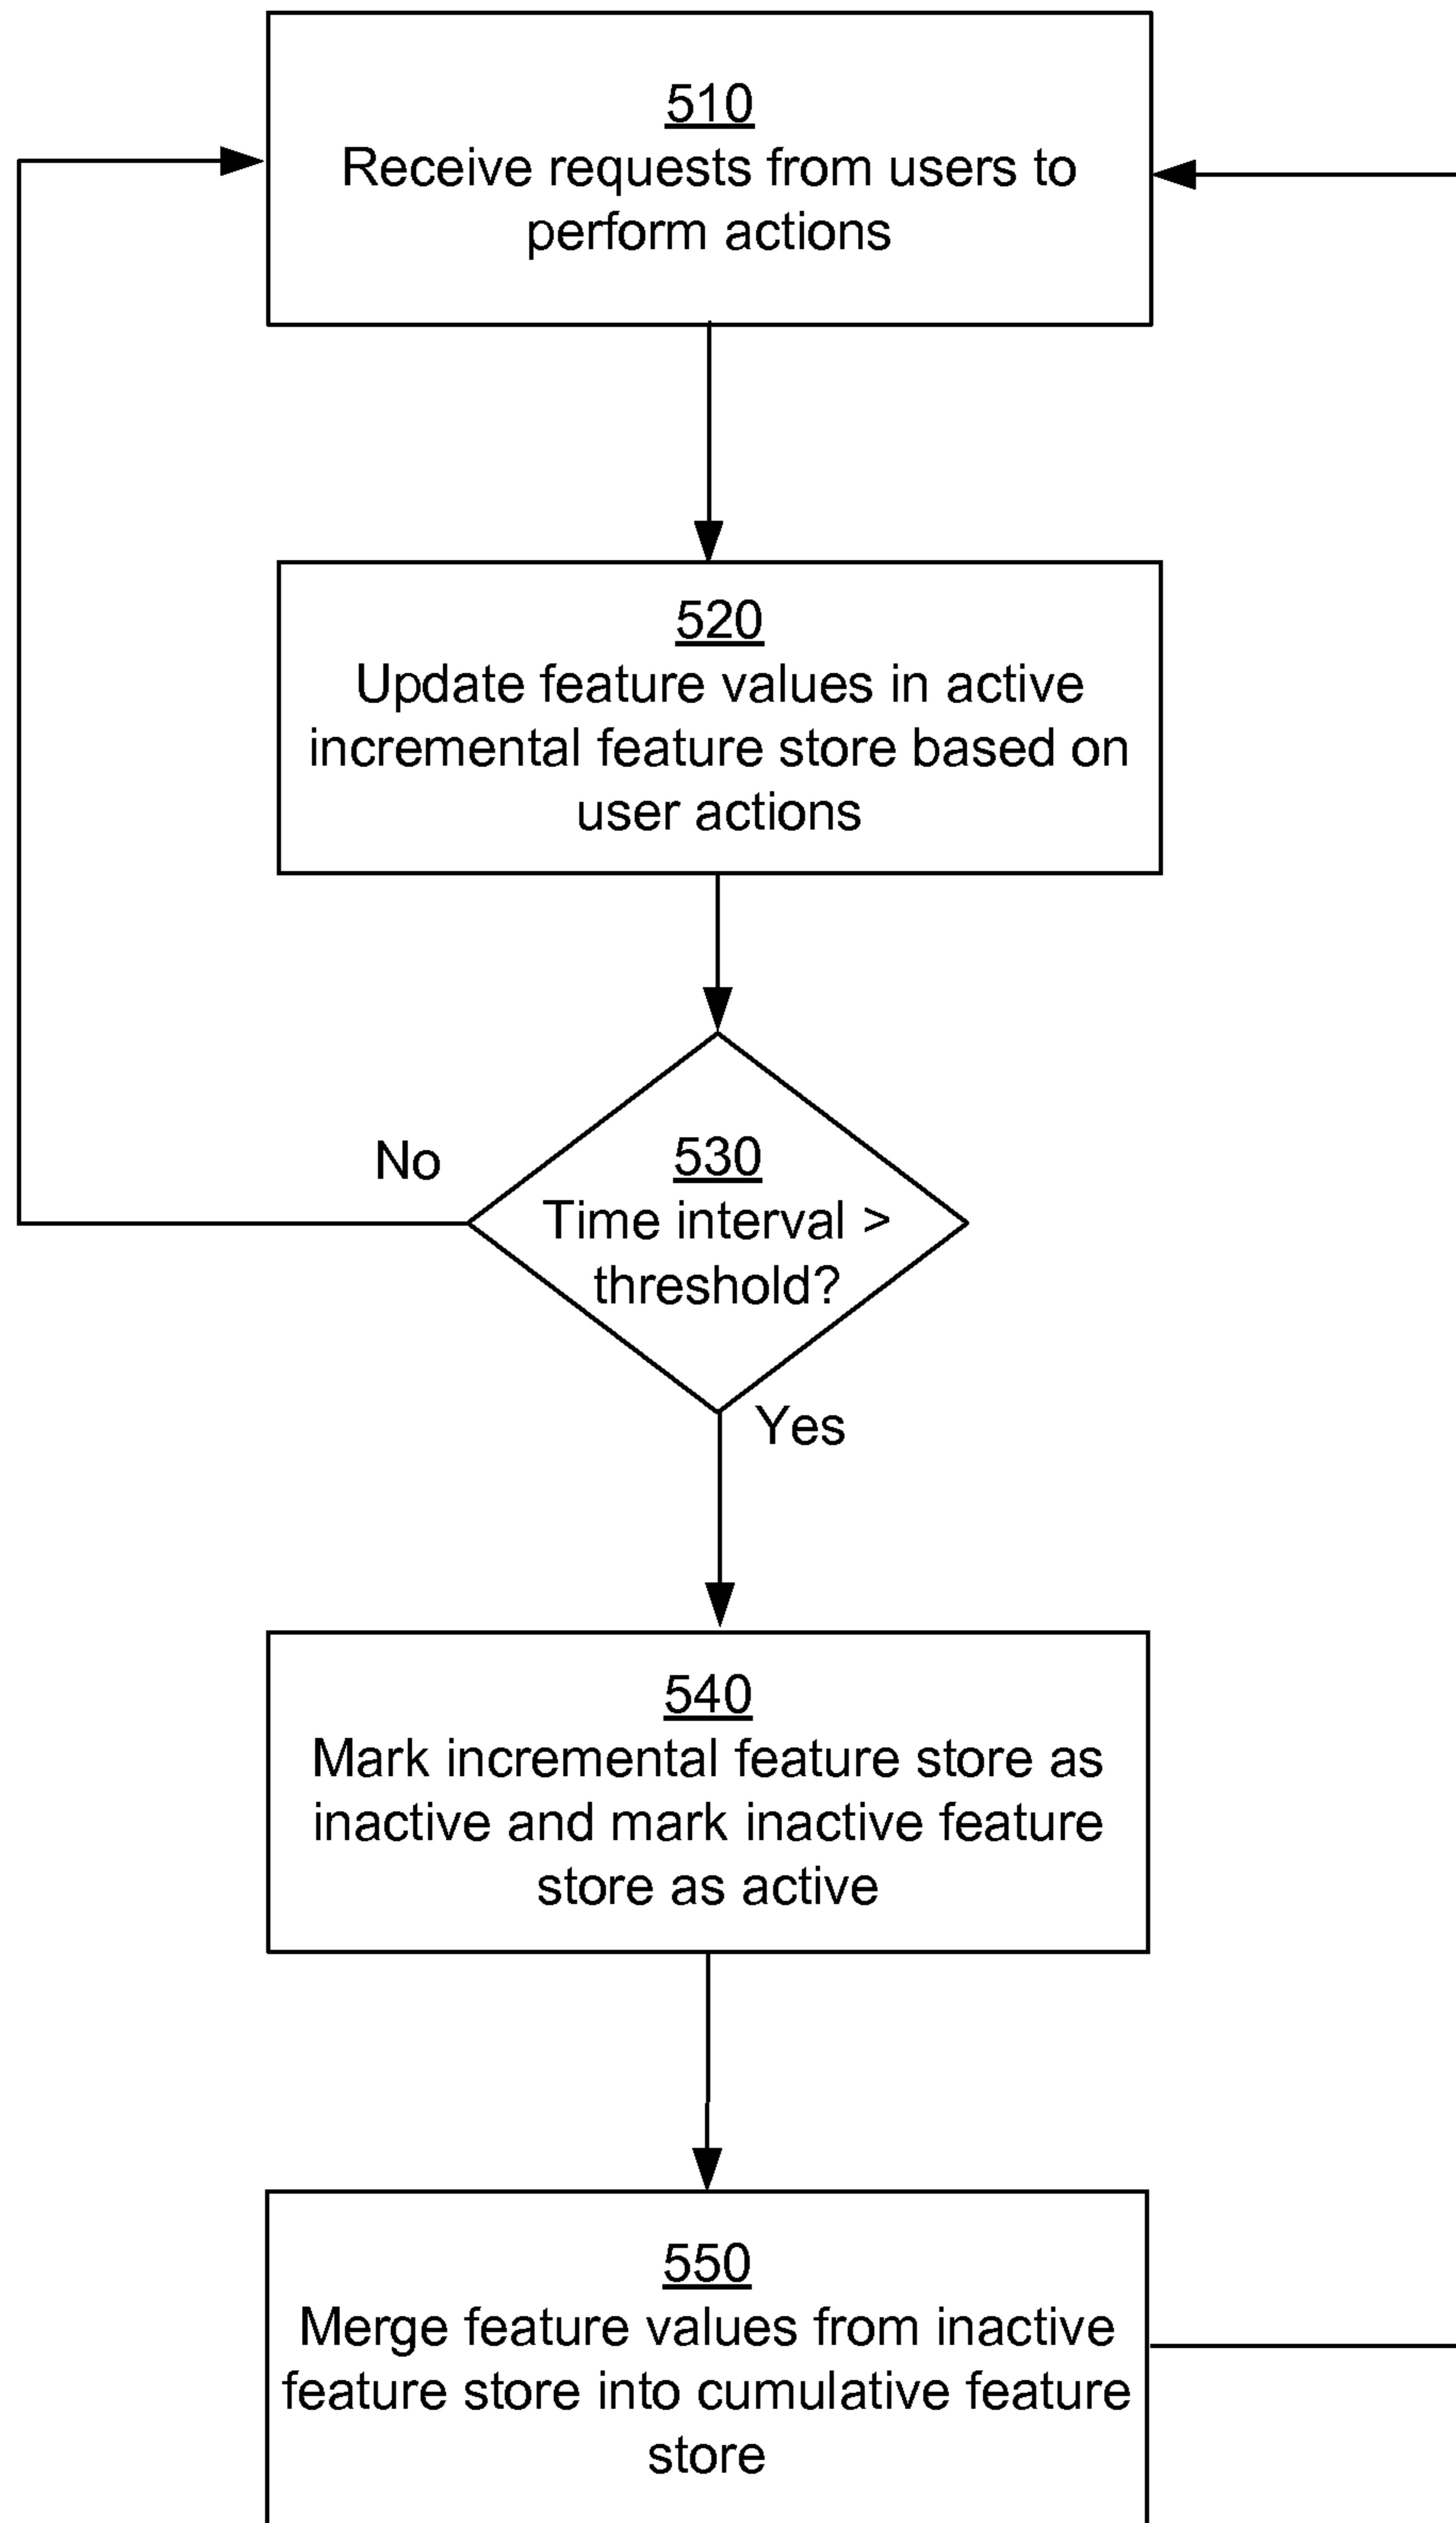 510
Receive requests from users to
perform actions
520
Update feature values in active
incremental feature store based on
user actions
No
530
Time interval >
threshold?
Yes
540
Mark incremental feature store as
inactive and mark inactive feature
store as active
550
Merge feature values from inactive
feature store into cumulative feature
store